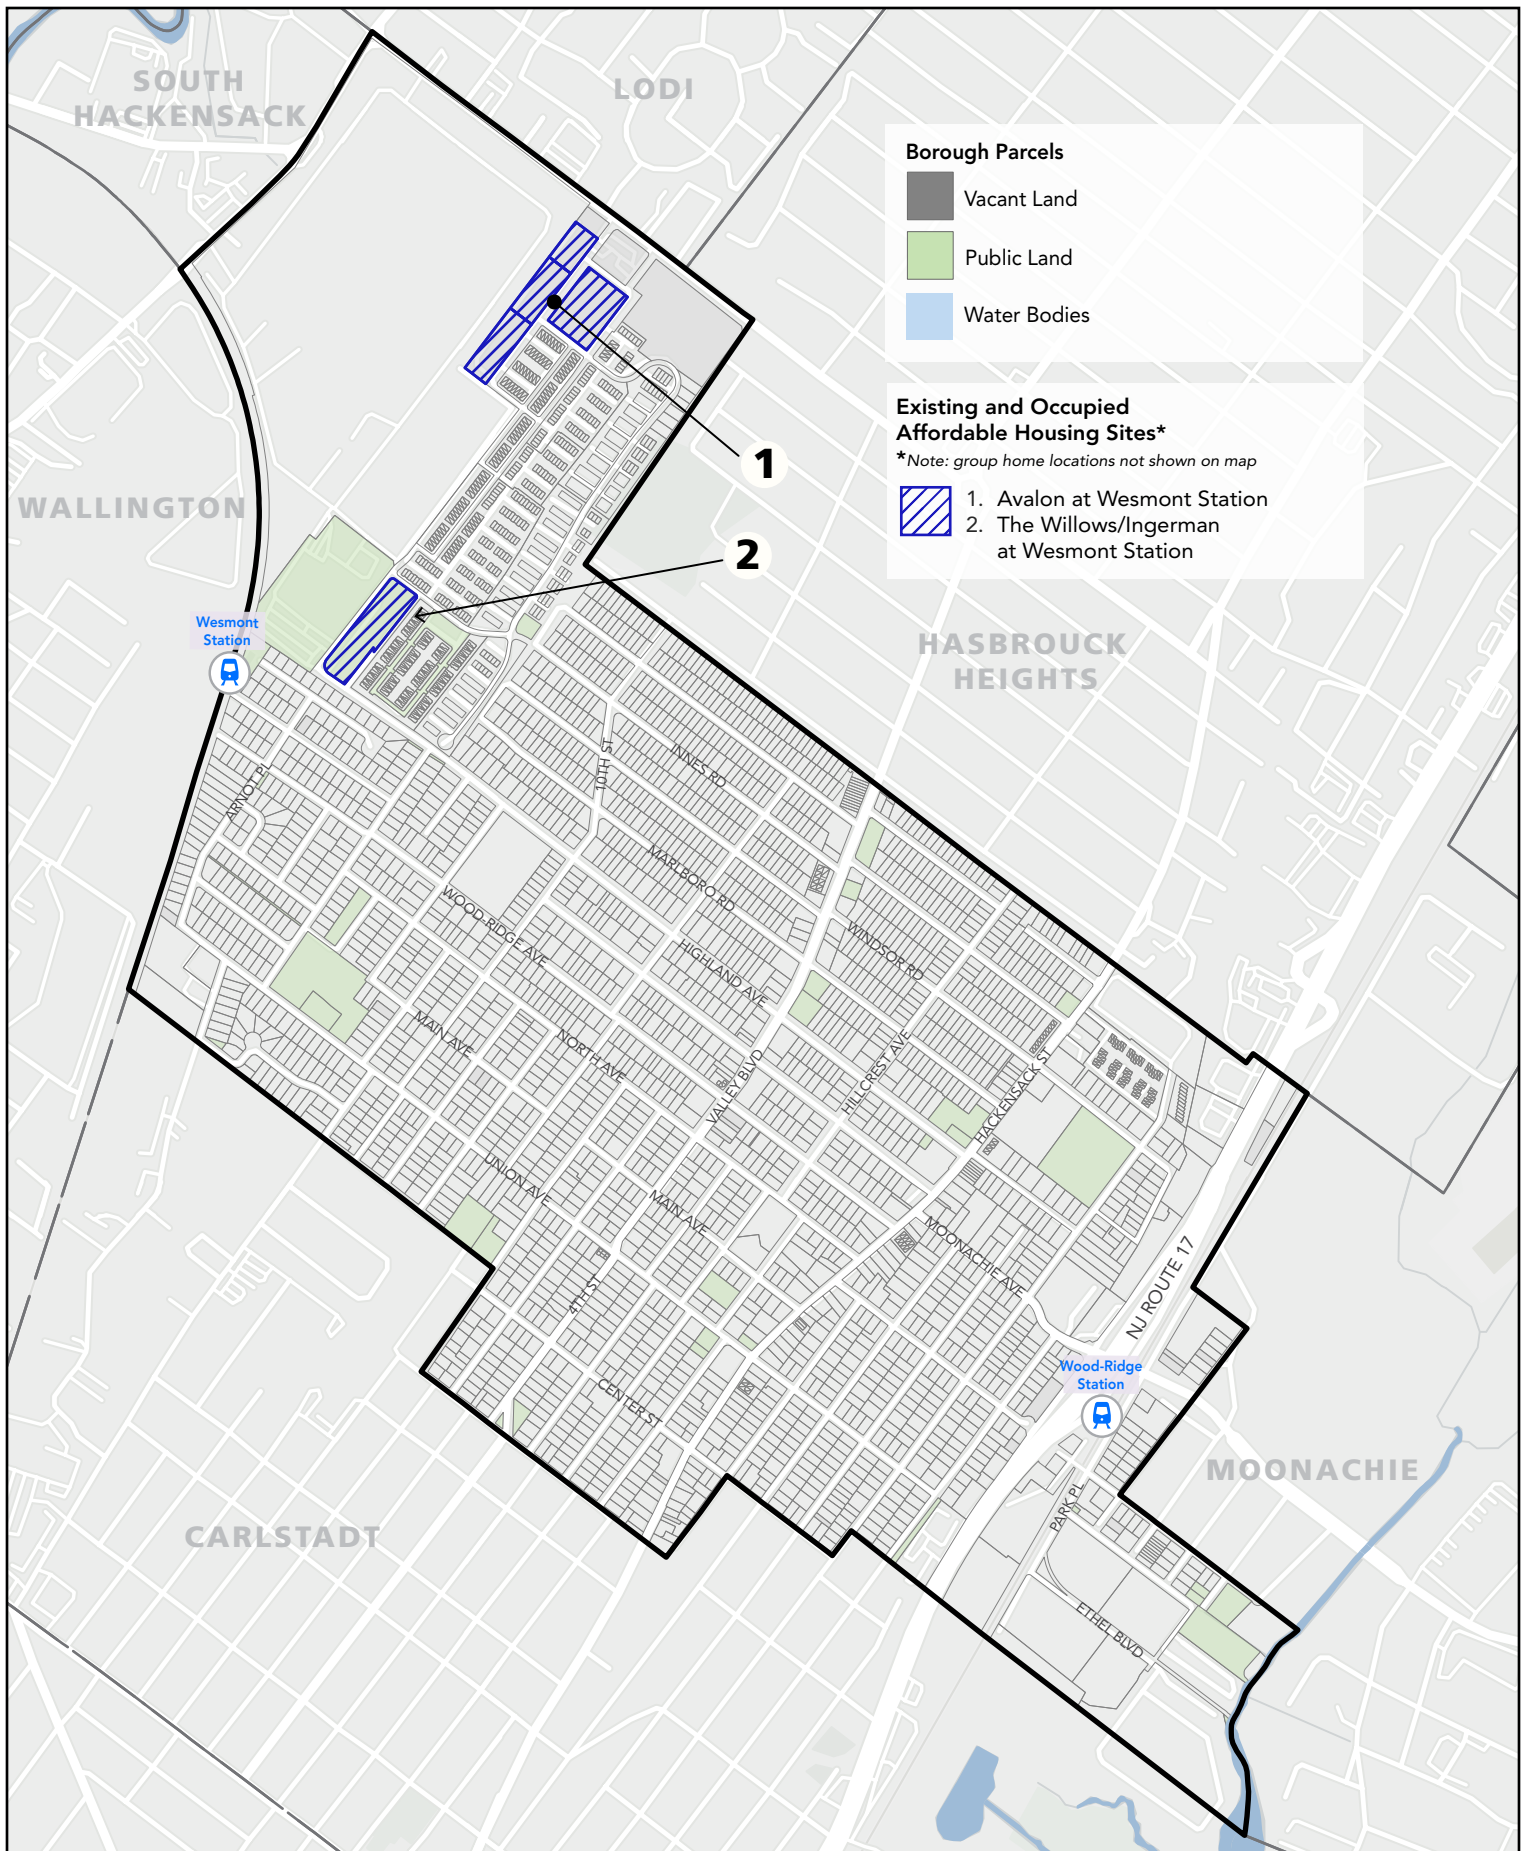 SOUTH
HACKENSACK
LODI
Borough Parcels
Vacant Land
Public Land
Water Bodies
Existing and Occupied
Affordable Housing Sites*
*Note: group home locations not shown on map
1. Avalon at Wesmont Station
2. The Willows/Ingerman
at Wesmont Station
1
WALLINGTON
2
Wesmont
Station
HASBROUCK
HEIGHTS
INNES RD
10TH ST
ARNOT PL
MARLBORO RD
WOOD-RIDGE AVE
WINDSOR RD
HIGHLAND AVE
MAIN AVE
NORTH AVE
VALLEY BLVD
HILLCREST AVE
HACKENSACK ST
UNION AVE
MAIN AVE
MOONACHIE AVE
NJ ROUTE 17
4TH ST
Wood-Ridge
Station
CENTER ST
MOONACHIE
PARK PL
CARLSTADT
ETHEL BLVD